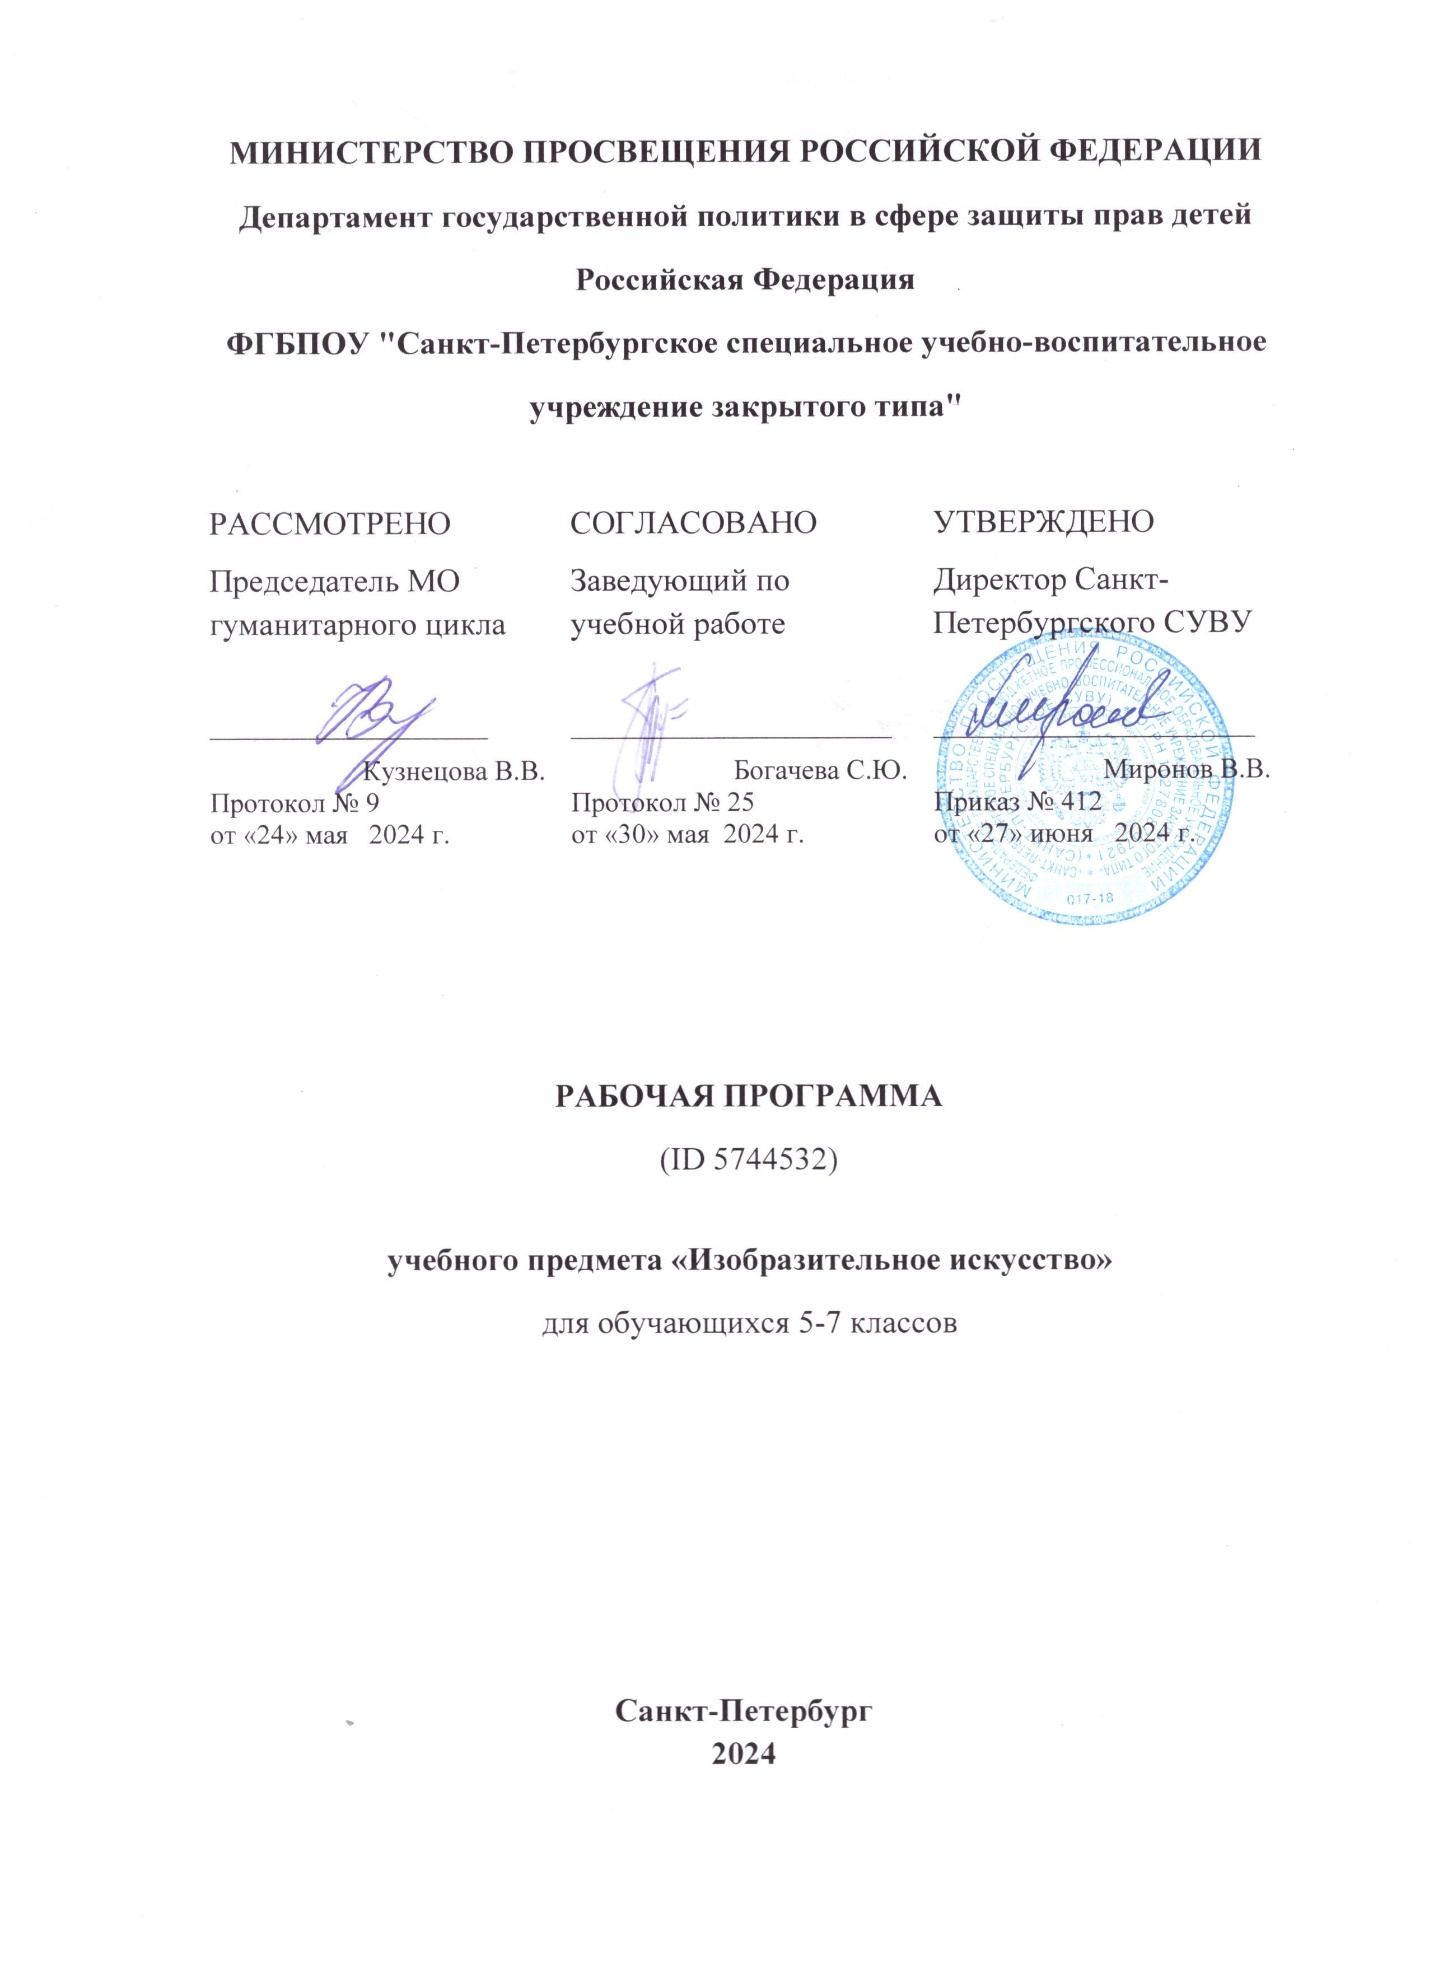 МИНИСТЕРСТВО ПРОСВЕЩЕНИЯ РОССИЙСКОЙ ФЕДЕРАЦИИ
Департамент государственной политики в сфере защиты прав детей
Российская Федерация
ФГБПОУ "Санкт-Петербургское специальное учебно-воспитательное
учреждение закрытого типа"
РАССМОТРЕНО
Председатель МО
гуманитарного цикла
Кузнецова В.В.
Протокол № 9
от «24» мая 2024 г.
СОГЛАСОВАНО
Заведующий по
учебной работе
Богачева С.Ю.
Протокол № 25
от «30» мая 2024 г.
УТВЕРЖДЕНО
Директор Санкт-
Петербургского СУВУ
Миронов В.В.
Приказ № 412
от «27» июня 2024 г.
017-18
РАБОЧАЯ ПРОГРАММА
(ID 5744532)
учебного предмета «Изобразительное искусство»
для обучающихся 5-7 классов
Санкт-Петербург
2024